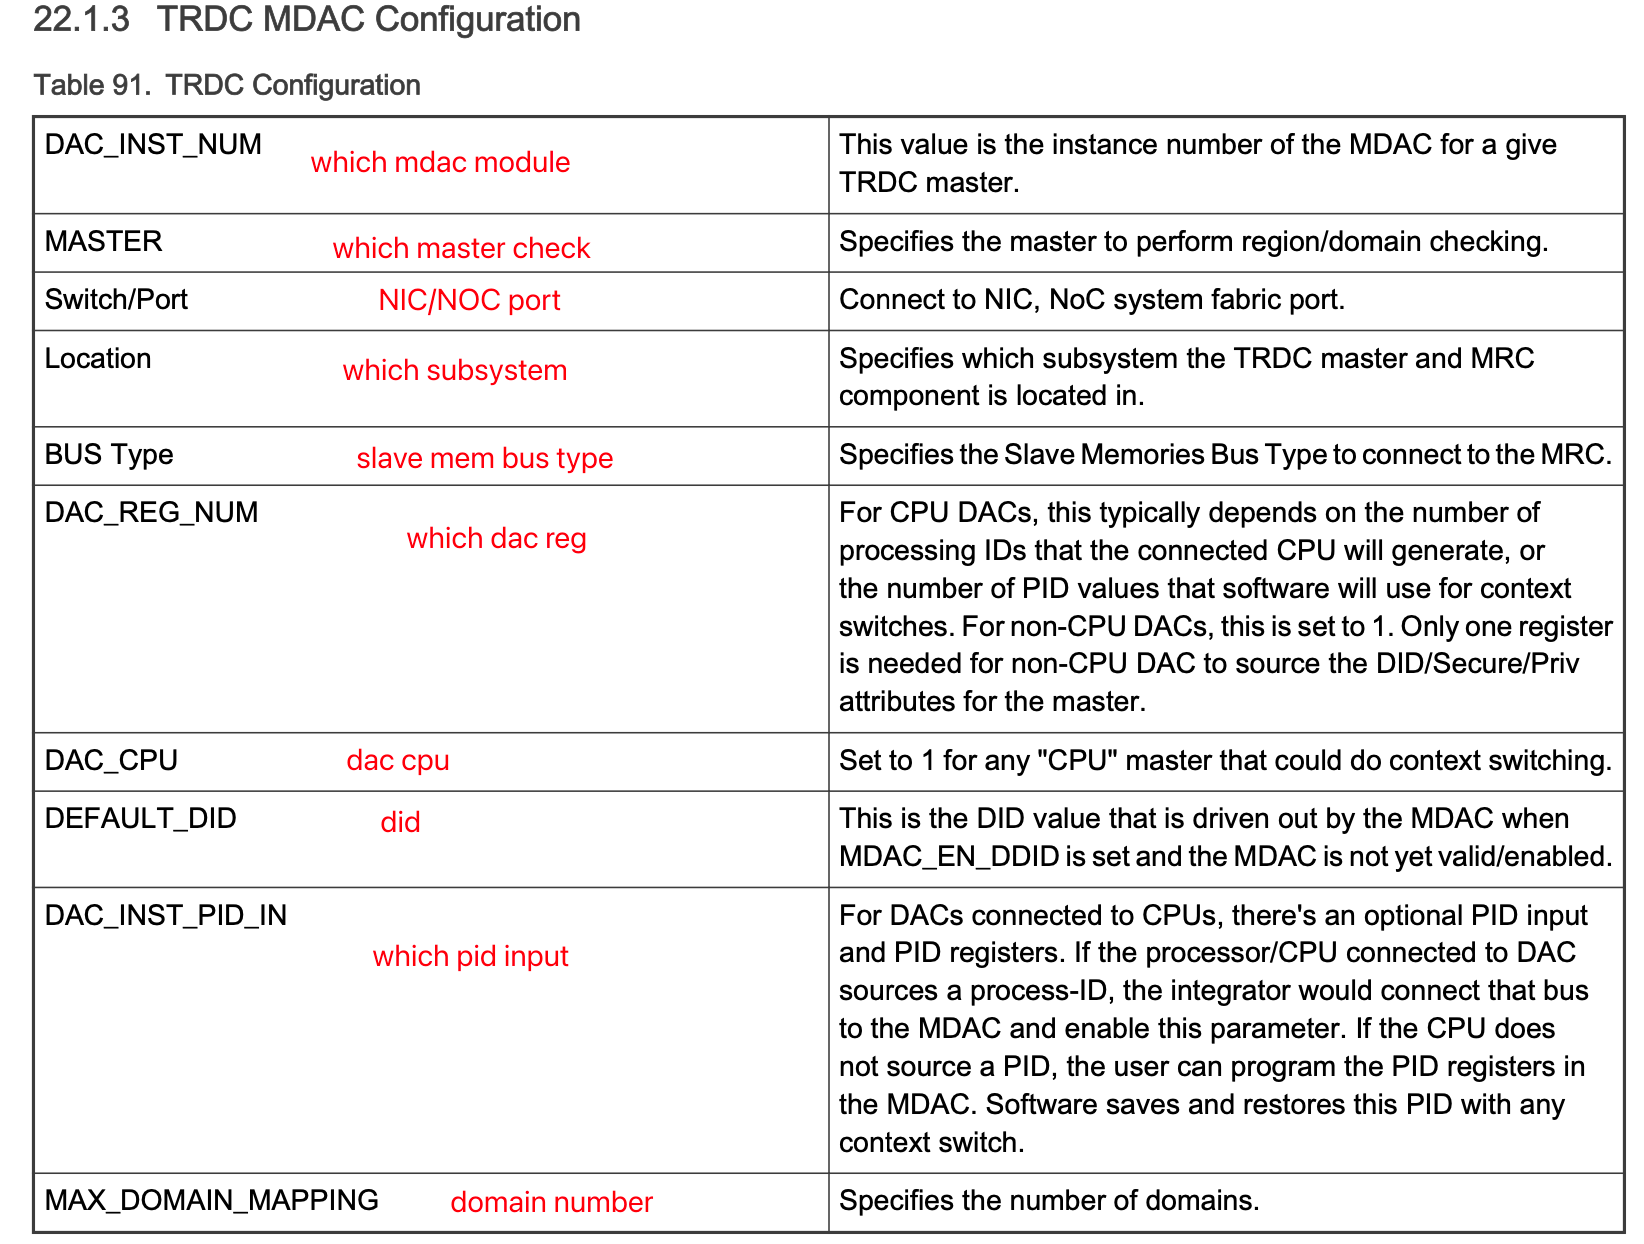 22.1.3 TRDC MDAC Configuration
Table 91. TRDC Configuration
DAC_INST_NUM
which mdac module
This value is the instance number of the MDAC for a give
TRDC master.
MASTER
which master check
Specifies the master to perform region/domain checking.
Switch/Port
NIC/NOC port
Connect to NIC, NoC system fabric port.
Location
which subsystem
Specifies which subsystem the TRDC master and MRC
component is located in.
BUS Type
slave mem bus type
Specifies the Slave Memories Bus Type to connect to the MRC.
DAC_REG_NUM
which dac reg
For CPU DACs, this typically depends on the number of
processing IDs that the connected CPU will generate, or
the number of PID values that software will use for context
switches. For non-CPU DACs, this is set to 1. Only one register
is needed for non-CPU DAC to source the DID/Secure/Priv
attributes for the master.
DAC_CPU
dac cpu
Set to 1 for any "CPU" master that could do context switching.
DEFAULT_DID
did
This is the DID value that is driven out by the MDAC when
MDAC_EN_DDID is set and the MDAC is not yet valid/enabled.
DAC_INST_PID_IN
which pid input
For DACs connected to CPUs, there's an optional PID input
and PID registers. If the processor/CPU connected to DAC
sources a process-ID, the integrator would connect that bus
to the MDAC and enable this parameter. If the CPU does
not source a PID, the user can program the PID registers in
the MDAC. Software saves and restores this PID with any
context switch.
MAX_DOMAIN_MAPPING
domain number
Specifies the number of domains.